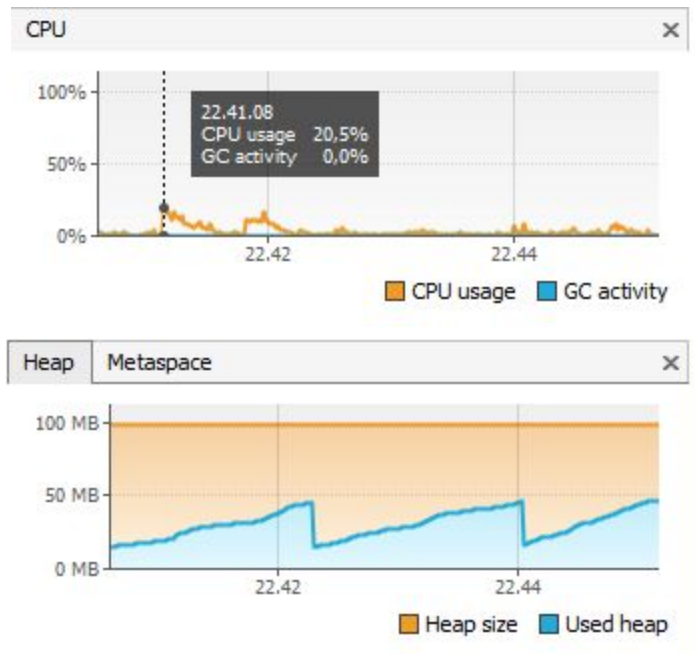 CPU
100%
22.41.08
CPU usage 20,5%
50%
GC activity 0,0%
0%
22.42 22.44
CPU usage GC activity
Heap Metaspace
100 MB
50 MB
0 MB
22.42 22.44
Heap size Used heap